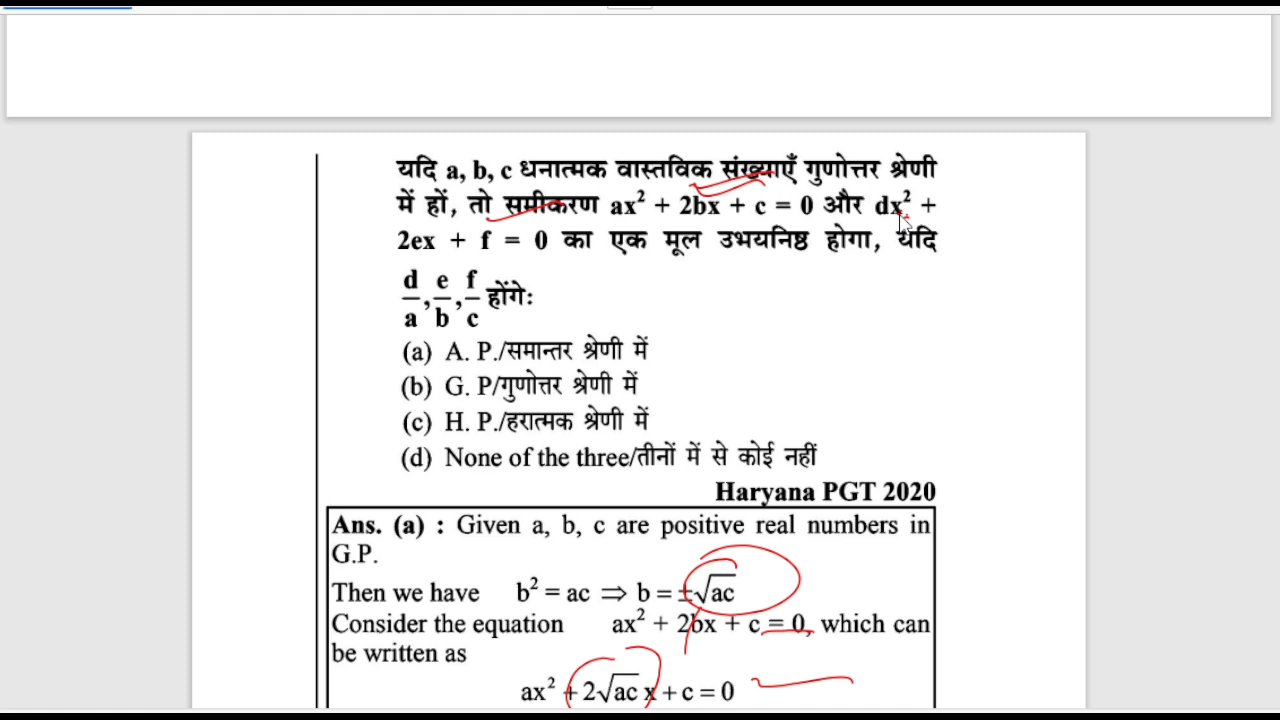 यदि a, b, c धनात्मक वास्तविक संख्याएँ गुणोत्तर श्रेणी
में हों, तो समीकरण ax² + 2bx + c = 0 और dx² +
2ex + f = 0 का एक मूल उभयनिष्ठ होगा, यदि
d/a, e/b, f/c होंगेः
(a) A. P./समान्तर श्रेणी में
(b) G. P/गुणोत्तर श्रेणी में
(c) H. P./हरात्मक श्रेणी में
(d) None of the three/तीनों में से कोई नहीं
Haryana PGT 2020
Ans. (a) : Given a, b, c are positive real numbers in
G.P.
Then we have b² = ac ⇒ b = ±√ac
Consider the equation ax² + 2bx + c = 0, which can
be written as
ax² + 2√ac x + c = 0